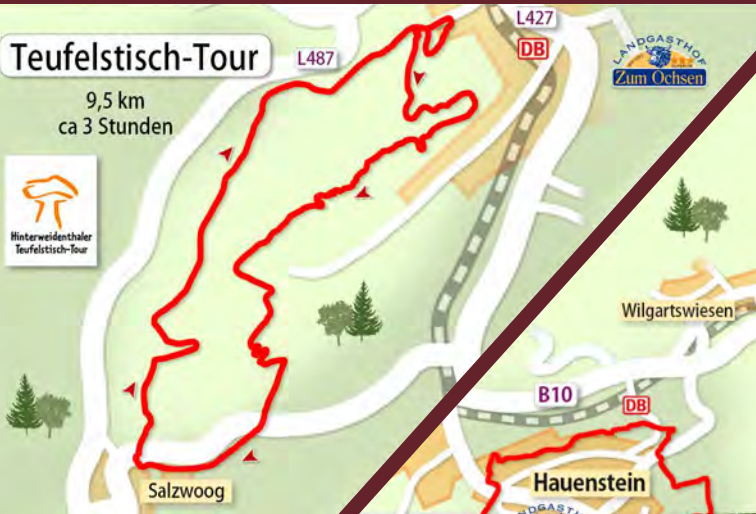 Teufelstisch-Tour
9,5 km
ca 3 Stunden
L487
L427
DB
LANDGASTHOF
Zum Ochsen
Hinterweidenthaler
Teufelstisch-Tour
Wilgartswiesen
B10
DB
Hauenstein
Salzwoog